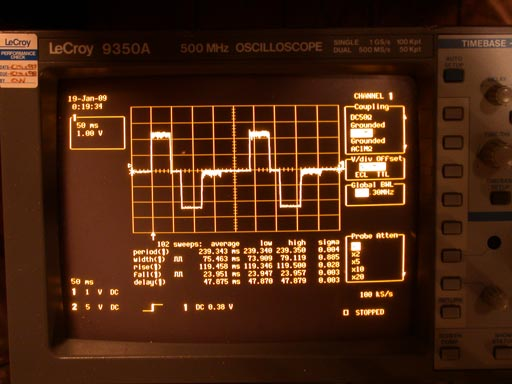 LeCroy
PERFORMANCE
CHECK
LeCroy 9350A 500 MHz OSCILLOSCOPE
SINGLE 1 GS/s 100 Kpt
DUAL 500 MS/s 50 Kpt
TIMEBASE
AUTO
SETUP
DELAY
19-Jan-09
0:19:34
50 ms
1.00 V
CHANNEL 1
Coupling
DC50Ω
Grounded
Grounded
AC1MΩ
V/div Offset
ECL TTL
Global BWL
30MHz
Probe Atten
x2
x5
x10
x20
102 sweeps: average low high sigma
period(1) 239.343 ms 239.340 239.350 0.004
width(1) 75.463 ms 73.909 79.119 0.805
rise(1) 119.458 ms 119.346 119.500 0.028
fall(1) 23.951 ms 23.947 23.957 0.003
delay(1) 47.875 ms 47.870 47.879 0.003
50 ms
1 1 V DC
2 5 V DC
1 DC 0.38 V
100 kS/s
STOPPED
RETURN